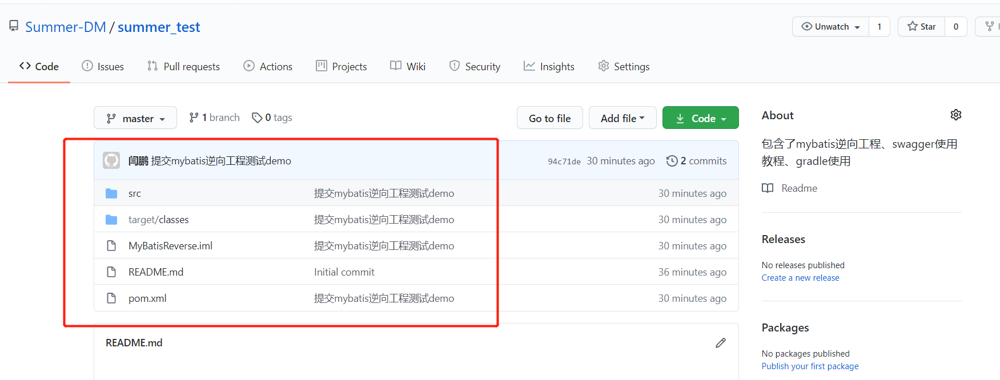 Summer-DM / summer_test
Unwatch 1 Star 0
Code Issues Pull requests Actions Projects Wiki Security Insights Settings
master 1 branch 0 tags Go to file Add file Code
闫鹏 提交mybatis逆向工程测试demo 94c71de 30 minutes ago 2 commits
src 提交mybatis逆向工程测试demo 30 minutes ago
target/classes 提交mybatis逆向工程测试demo 30 minutes ago
MyBatisReverse.iml 提交mybatis逆向工程测试demo 30 minutes ago
README.md Initial commit 36 minutes ago
pom.xml 提交mybatis逆向工程测试demo 30 minutes ago
README.md
About
包含了mybatis逆向工程、swagger使用
教程、gradle使用
Readme
Releases
No releases published
Create a new release
Packages
No packages published
Publish your first package